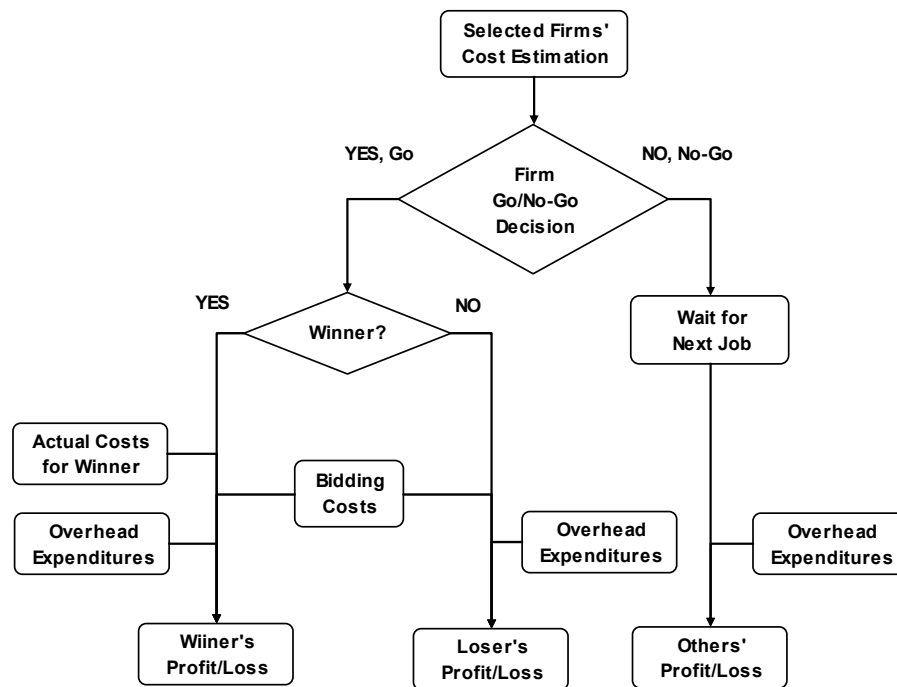 Selected Firms'
Cost Estimation
YES, Go
NO, No-Go
Firm
Go/No-Go
Decision
YES
NO
Winner?
Wait for
Next Job
Actual Costs
for Winner
Bidding
Costs
Overhead
Expenditures
Overhead
Expenditures
Overhead
Expenditures
Wiiner's
Profit/Loss
Loser's
Profit/Loss
Others'
Profit/Loss